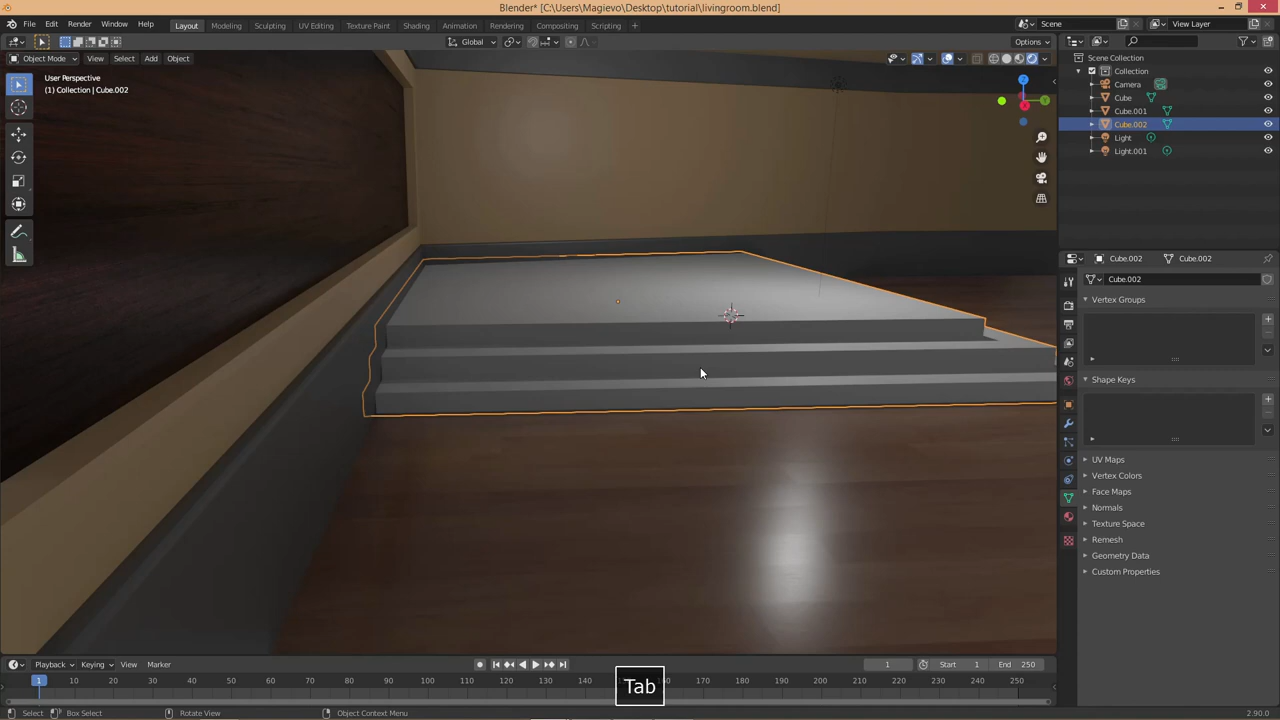 Blender* [C:\Users\Magievo\Desktop\tutorial\livingroom.blend]
File Edit Render Window Help Layout Modeling Sculpting UV Editing Texture Paint Shading Animation Rendering Compositing Scripting + Scene View Layer
Global Options
Object Mode View Select Add Object
User Perspective
(1) Collection | Cube.002
Z
Y
X
Scene Collection
Collection
Camera
Cube
Cube.001
Cube.002
Light
Light.001
Cube.002 Cube.002
Cube.002
Vertex Groups
Shape Keys
UV Maps
Vertex Colors
Face Maps
Normals
Texture Space
Remesh
Geometry Data
Custom Properties
Playback Keying View Marker 1 Start 1 End 250
1 10 20 30 40 50 60 70 80 90 100 110 120 130 140 150 160 170 180 190 200 210 220 230 240 250
Tab
Select Box Select Rotate View Object Context Menu 2.90.0